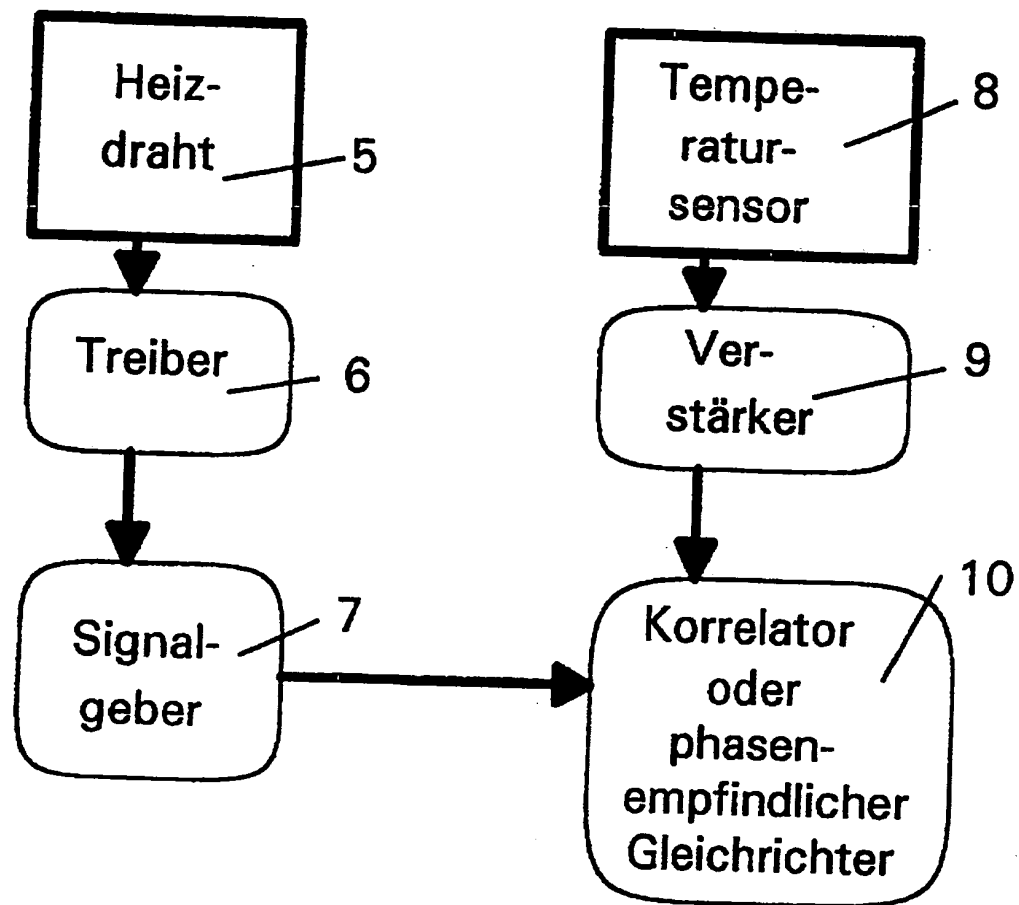 Heiz-
draht
5
Treiber
6
Signal-
geber
7
Tempe-
ratur-
sensor
8
Ver-
stärker
9
Korrelator
oder
phasen-
empfindlicher
Gleichrichter
10